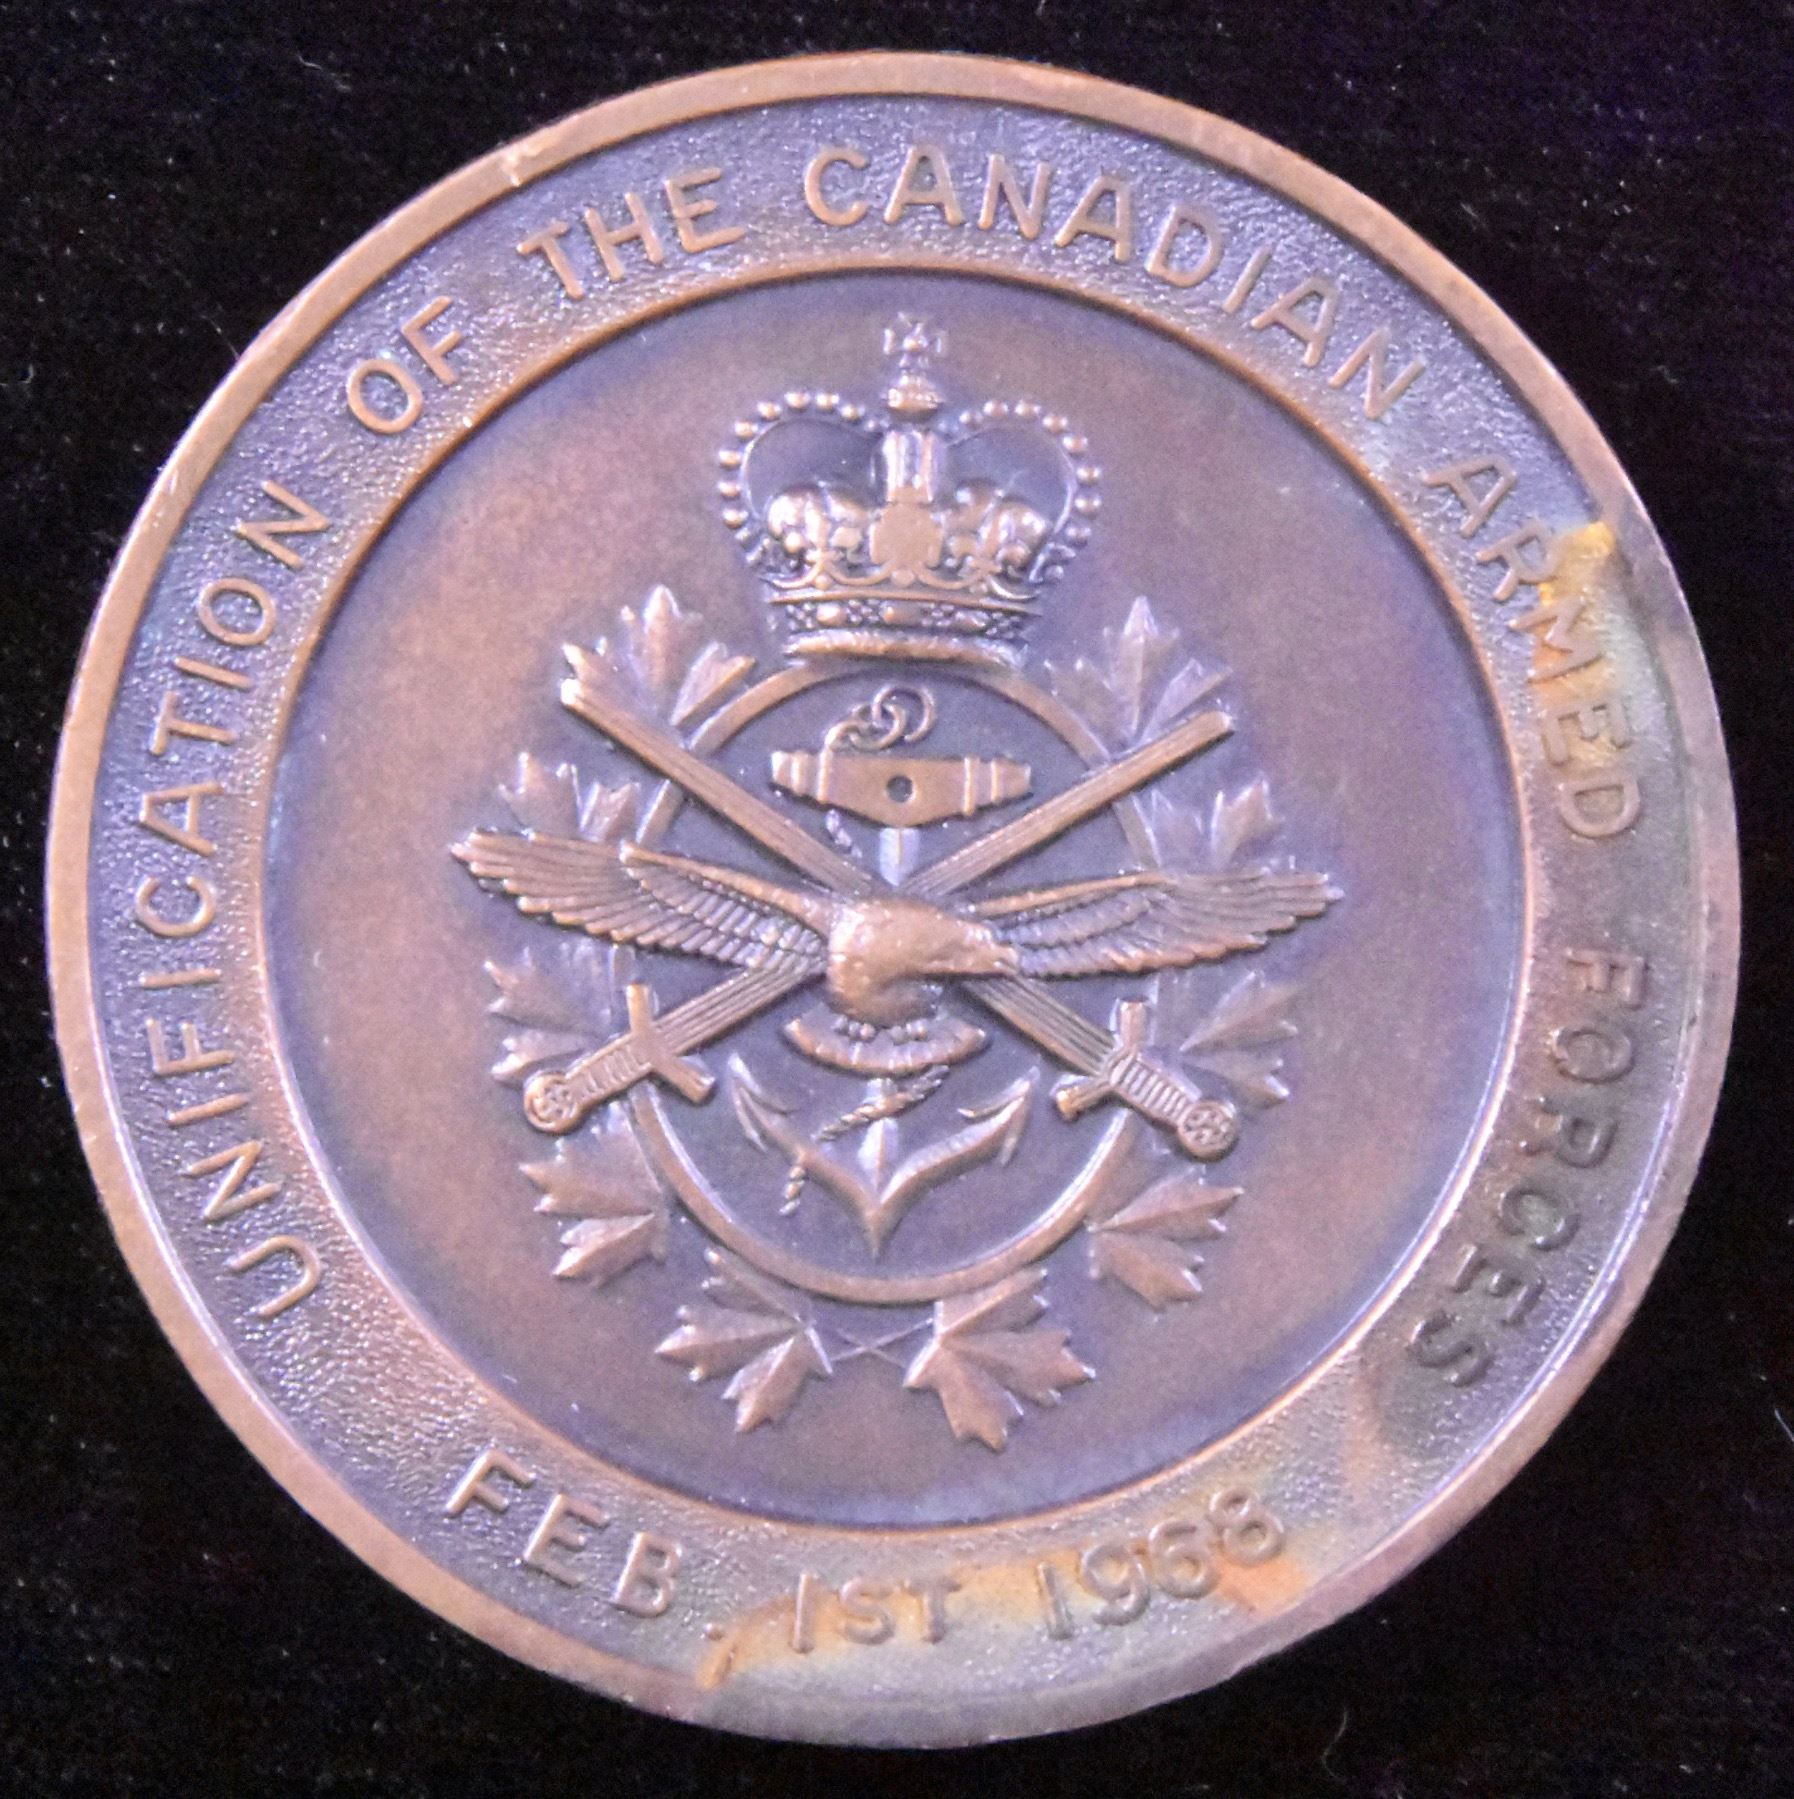 UNIFICATION OF THE CANADIAN ARMED FORCES
FEB. 1ST 1968